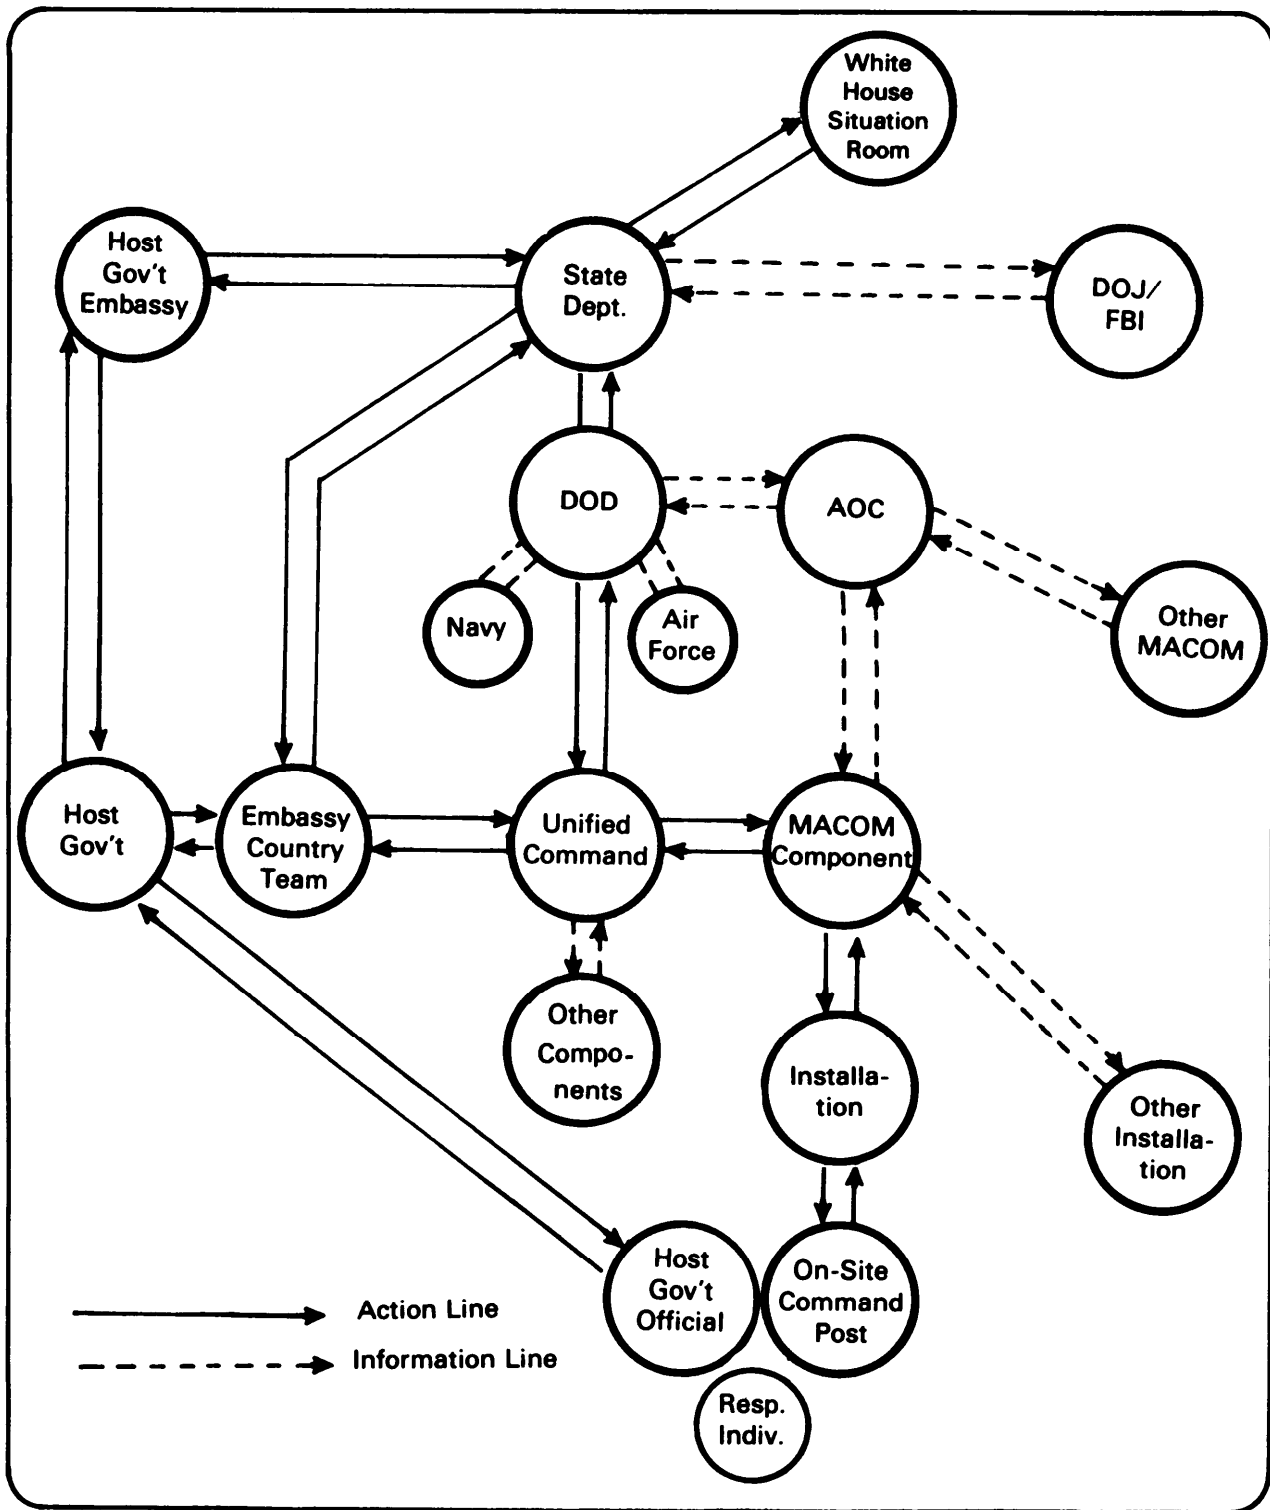 White
House
Situation
Room
Host
Gov't
Embassy
State
Dept.
DOJ/
FBI
DOD
AOC
Navy
Air
Force
Other
MACOM
Host
Gov't
Embassy
Country
Team
Unified
Command
MACOM
Component
Other
Compo-
nents
Installa-
tion
Other
Installa-
tion
Host
Gov't
Official
On-Site
Command
Post
Resp.
Indiv.
Action Line
Information Line